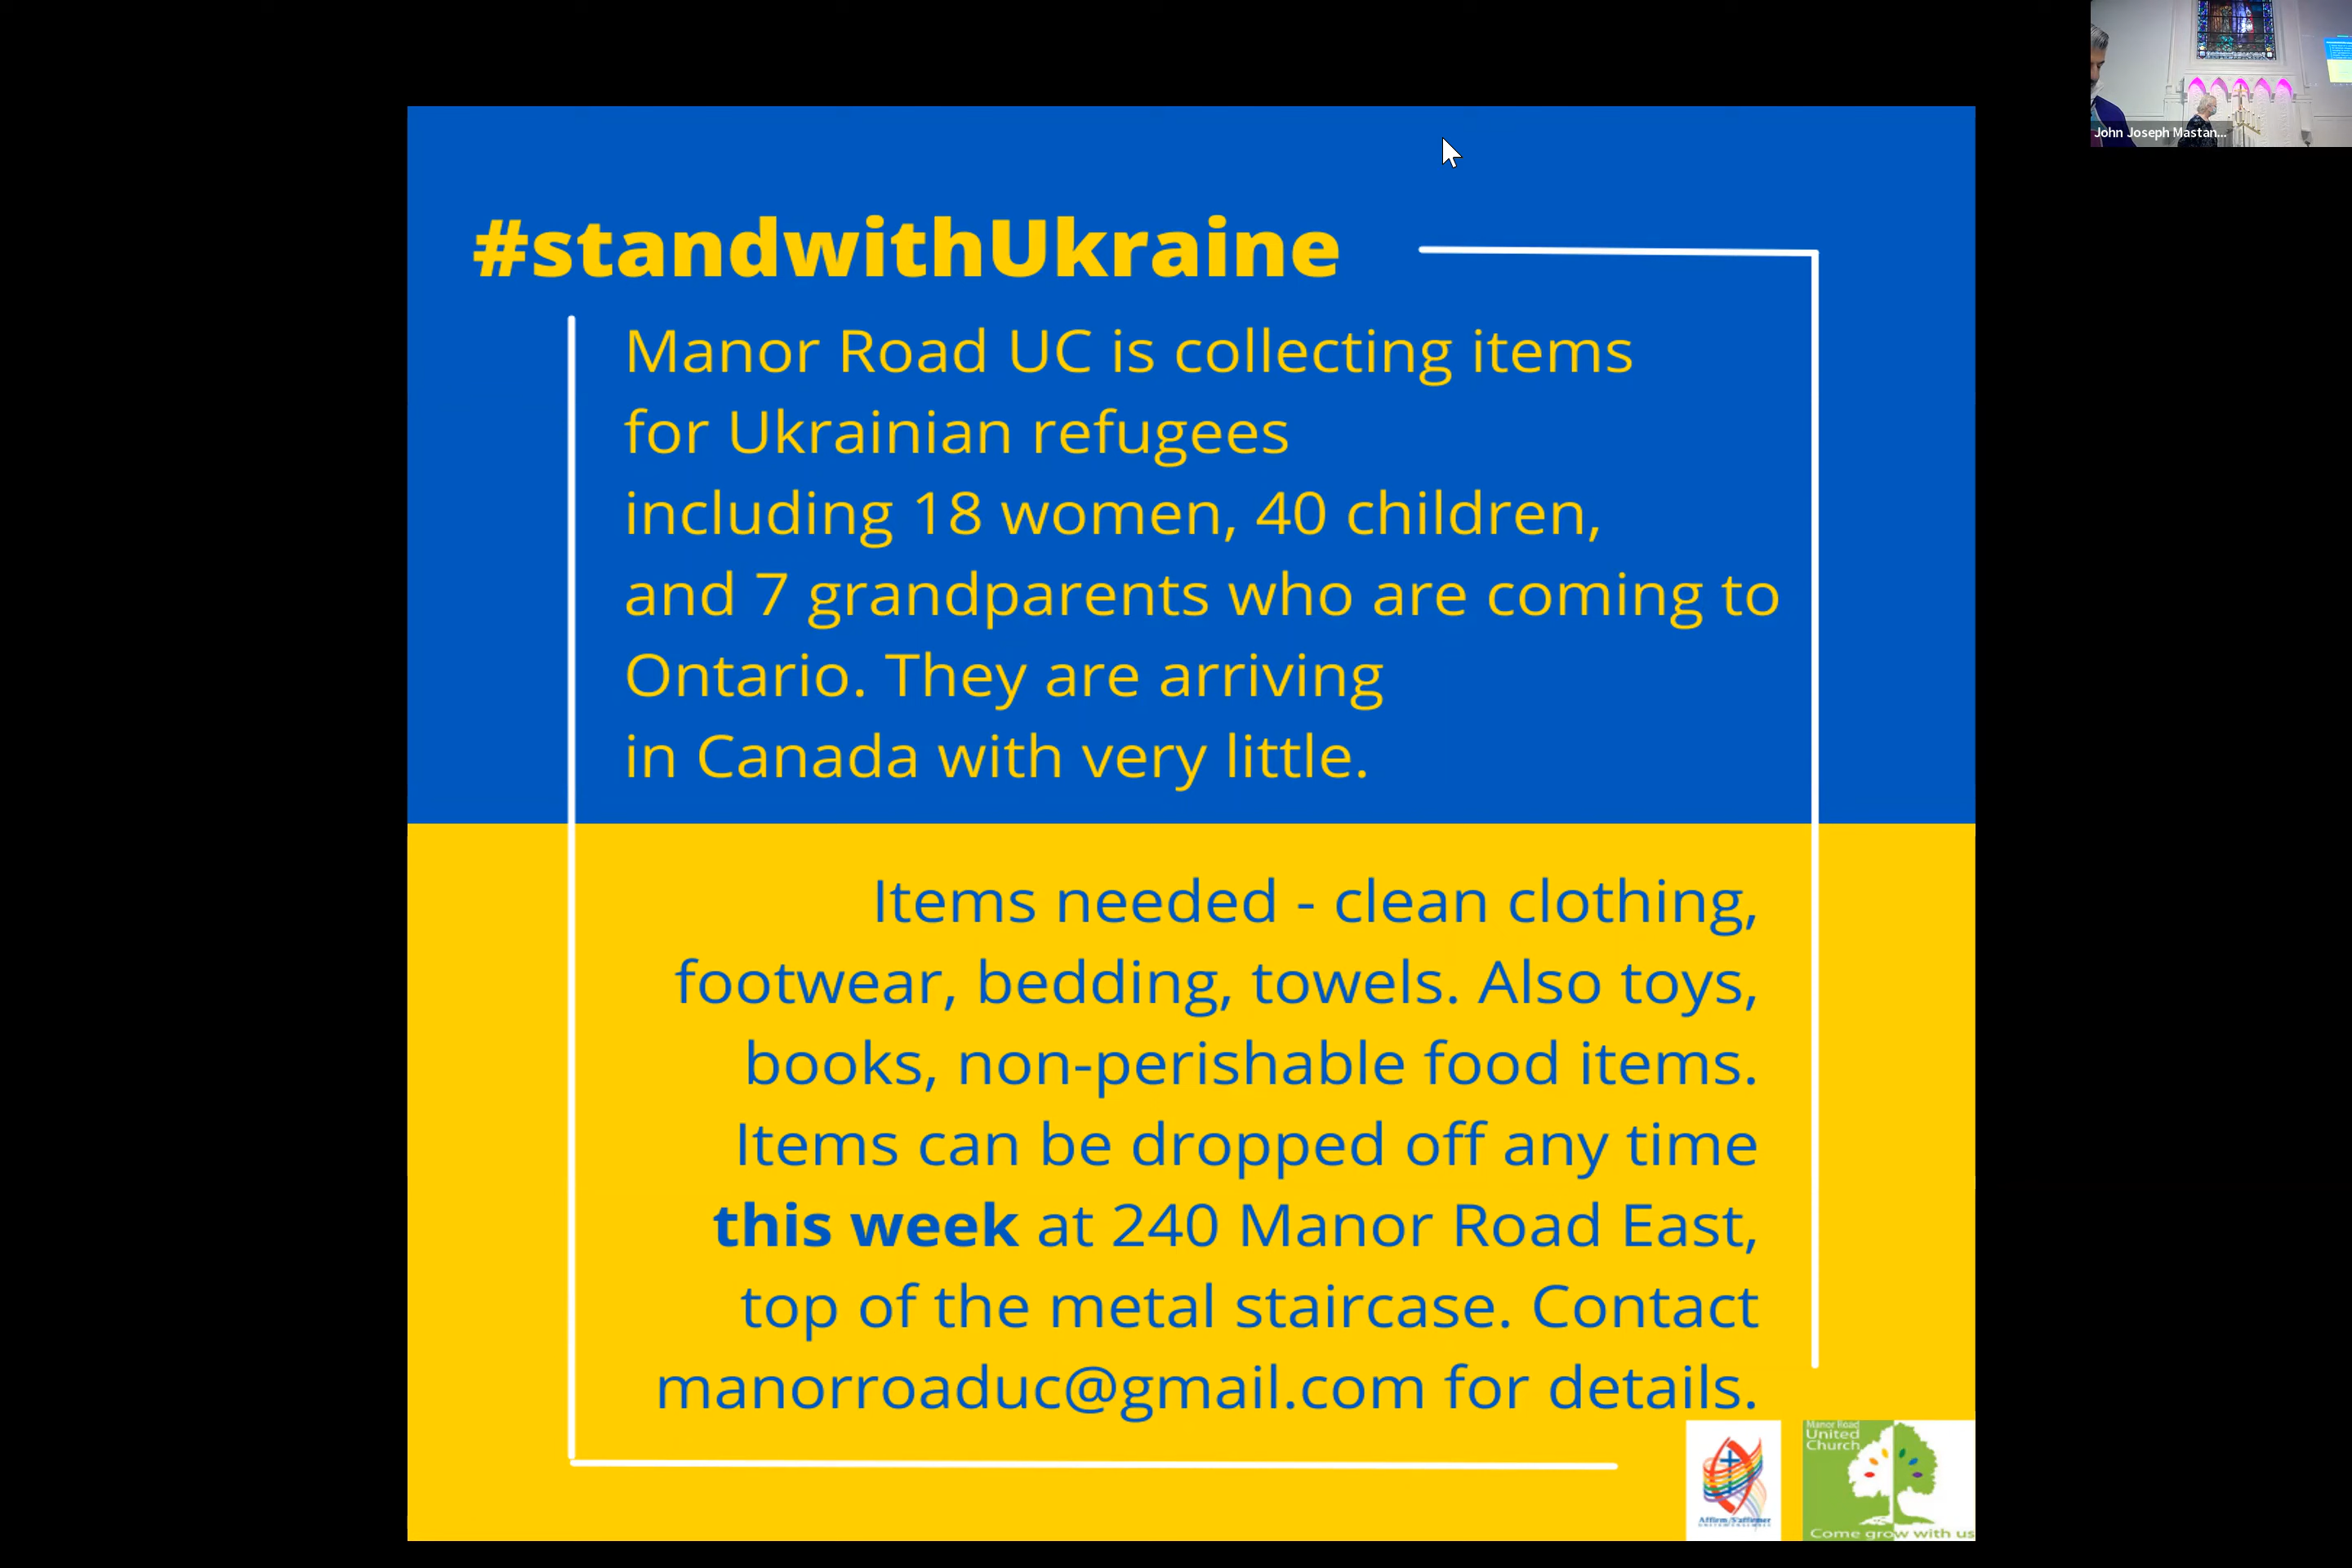 John Joseph Mastan...
#standwithUkraine
Manor Road UC is collecting items
for Ukrainian refugees
including 18 women, 40 children,
and 7 grandparents who are coming to
Ontario. They are arriving
in Canada with very little.
Items needed - clean clothing,
footwear, bedding, towels. Also toys,
books, non-perishable food items.
Items can be dropped off any time
this week at 240 Manor Road East,
top of the metal staircase. Contact
manorroaduc@gmail.com for details.
Affirm/S'affirmer
Manor Road
United
Church
Come grow with us